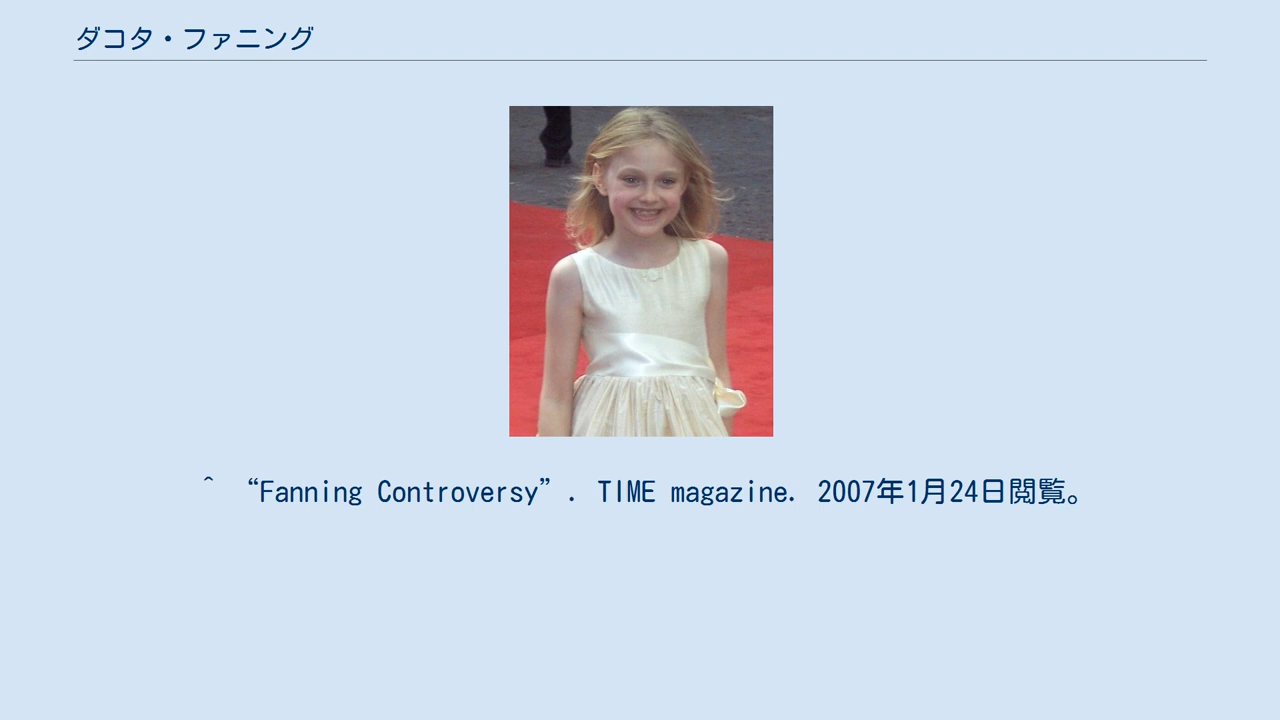 ダコタ・ファニング
^ “Fanning Controversy”. TIME magazine. 2007年1月24日閲覧。